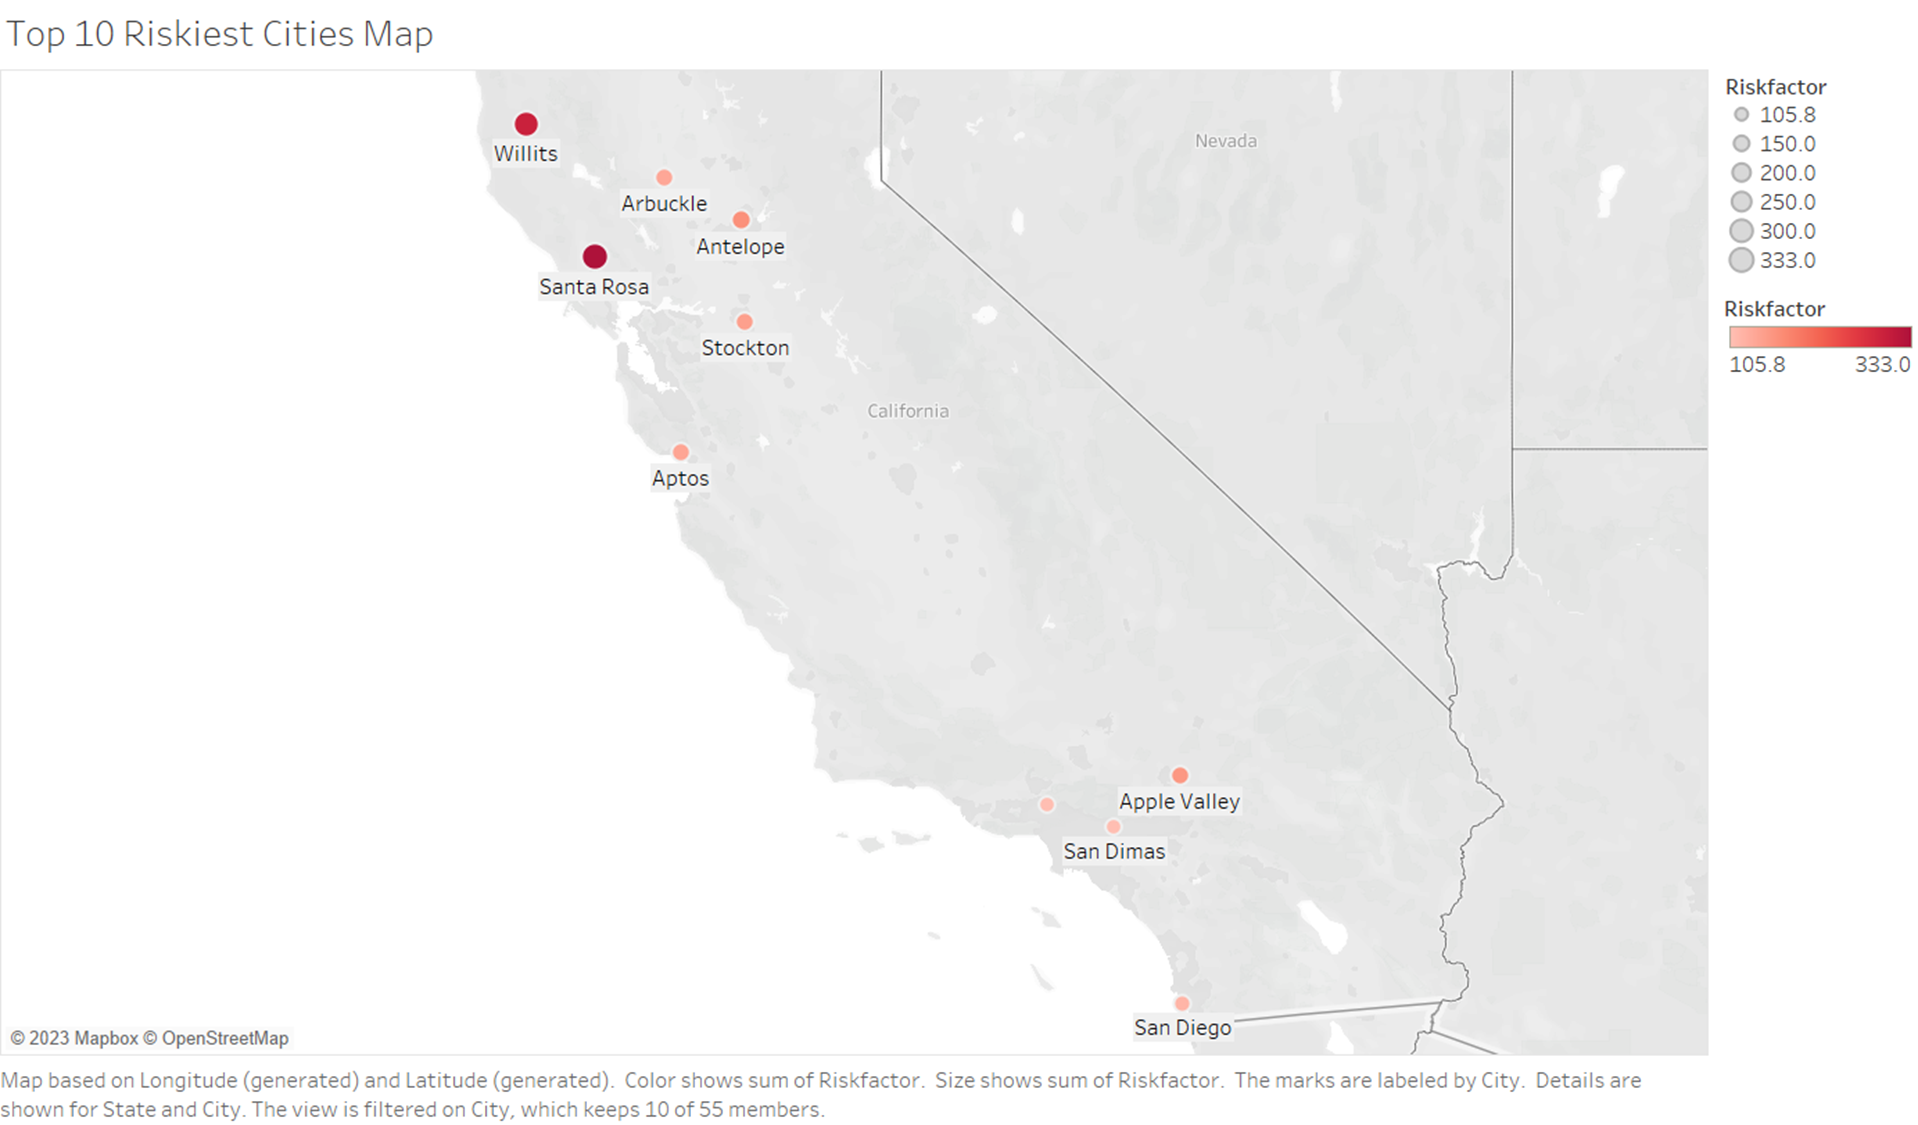 Top 10 Riskiest Cities Map
Riskfactor
105.8
150.0
200.0
250.0
300.0
333.0
Riskfactor
105.8 333.0
Nevada
Willits
Arbuckle
Antelope
Santa Rosa
Stockton
California
Aptos
Apple Valley
San Dimas
San Diego
© 2023 Mapbox © OpenStreetMap
Map based on Longitude (generated) and Latitude (generated).  Color shows sum of Riskfactor.  Size shows sum of Riskfactor.  The marks are labeled by City.  Details are
shown for State and City. The view is filtered on City, which keeps 10 of 55 members.